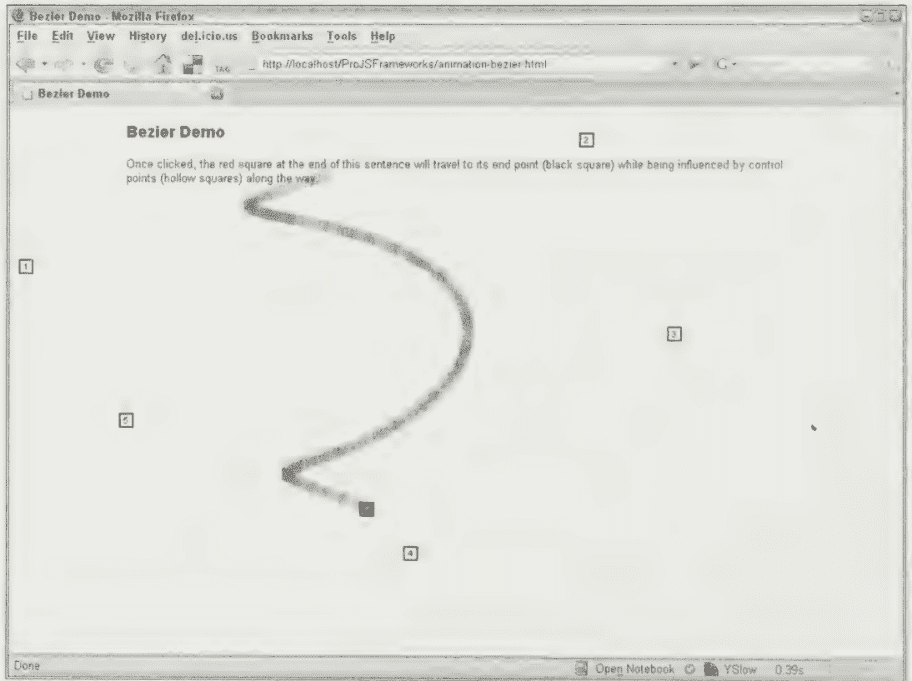 Bezier Demo - Mozilla Firefox
File Edit View History del.icio.us Bookmarks Tools Help
TAG http://localhost/ProJSFrameworks/animation-bezier.html G
Bezier Demo
Bezier Demo
2
Once clicked, the red square at the end of this sentence will travel to its end point (black square) while being influenced by control
points (hollow squares) along the way.
1
3
5
4
Done Open Notebook YSlow 0.39s